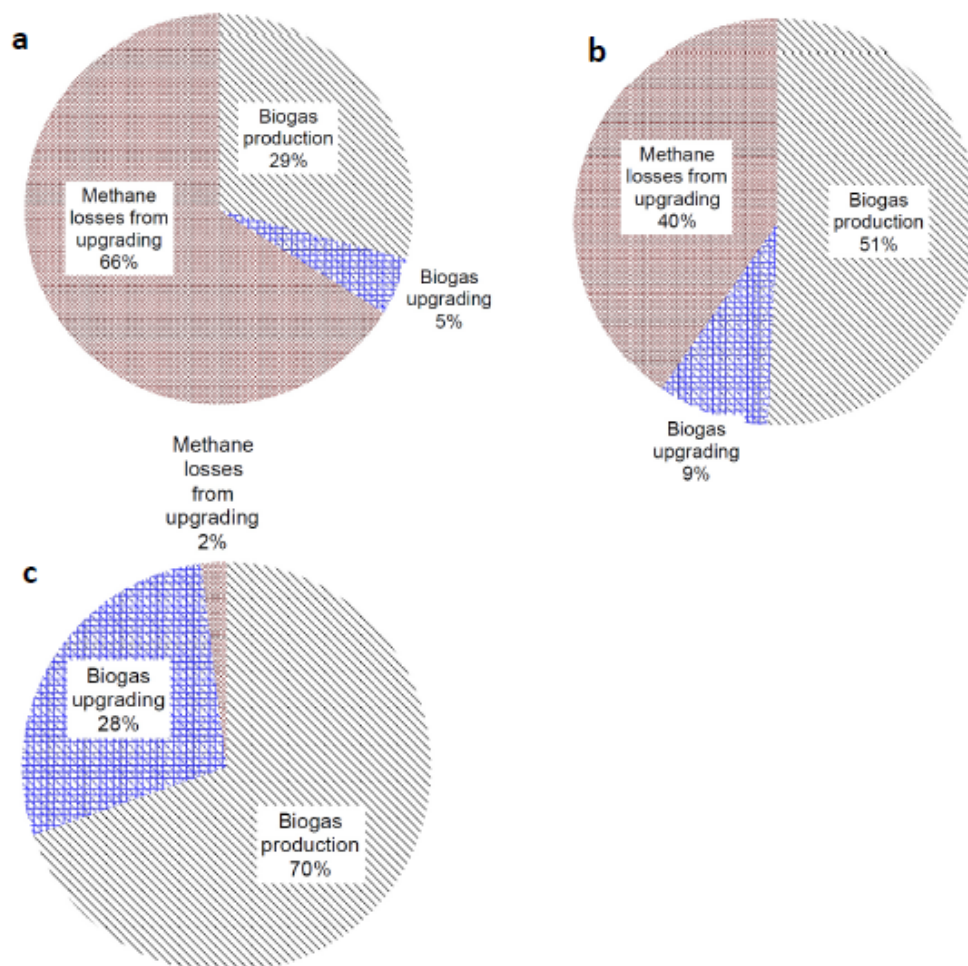 a
Biogas
production
29%
Methane
losses from
upgrading
66%
Biogas
upgrading
5%
b
Methane
losses from
upgrading
40%
Biogas
production
51%
Biogas
upgrading
9%
Methane
losses
from
upgrading
2%
c
Biogas
upgrading
28%
Biogas
production
70%